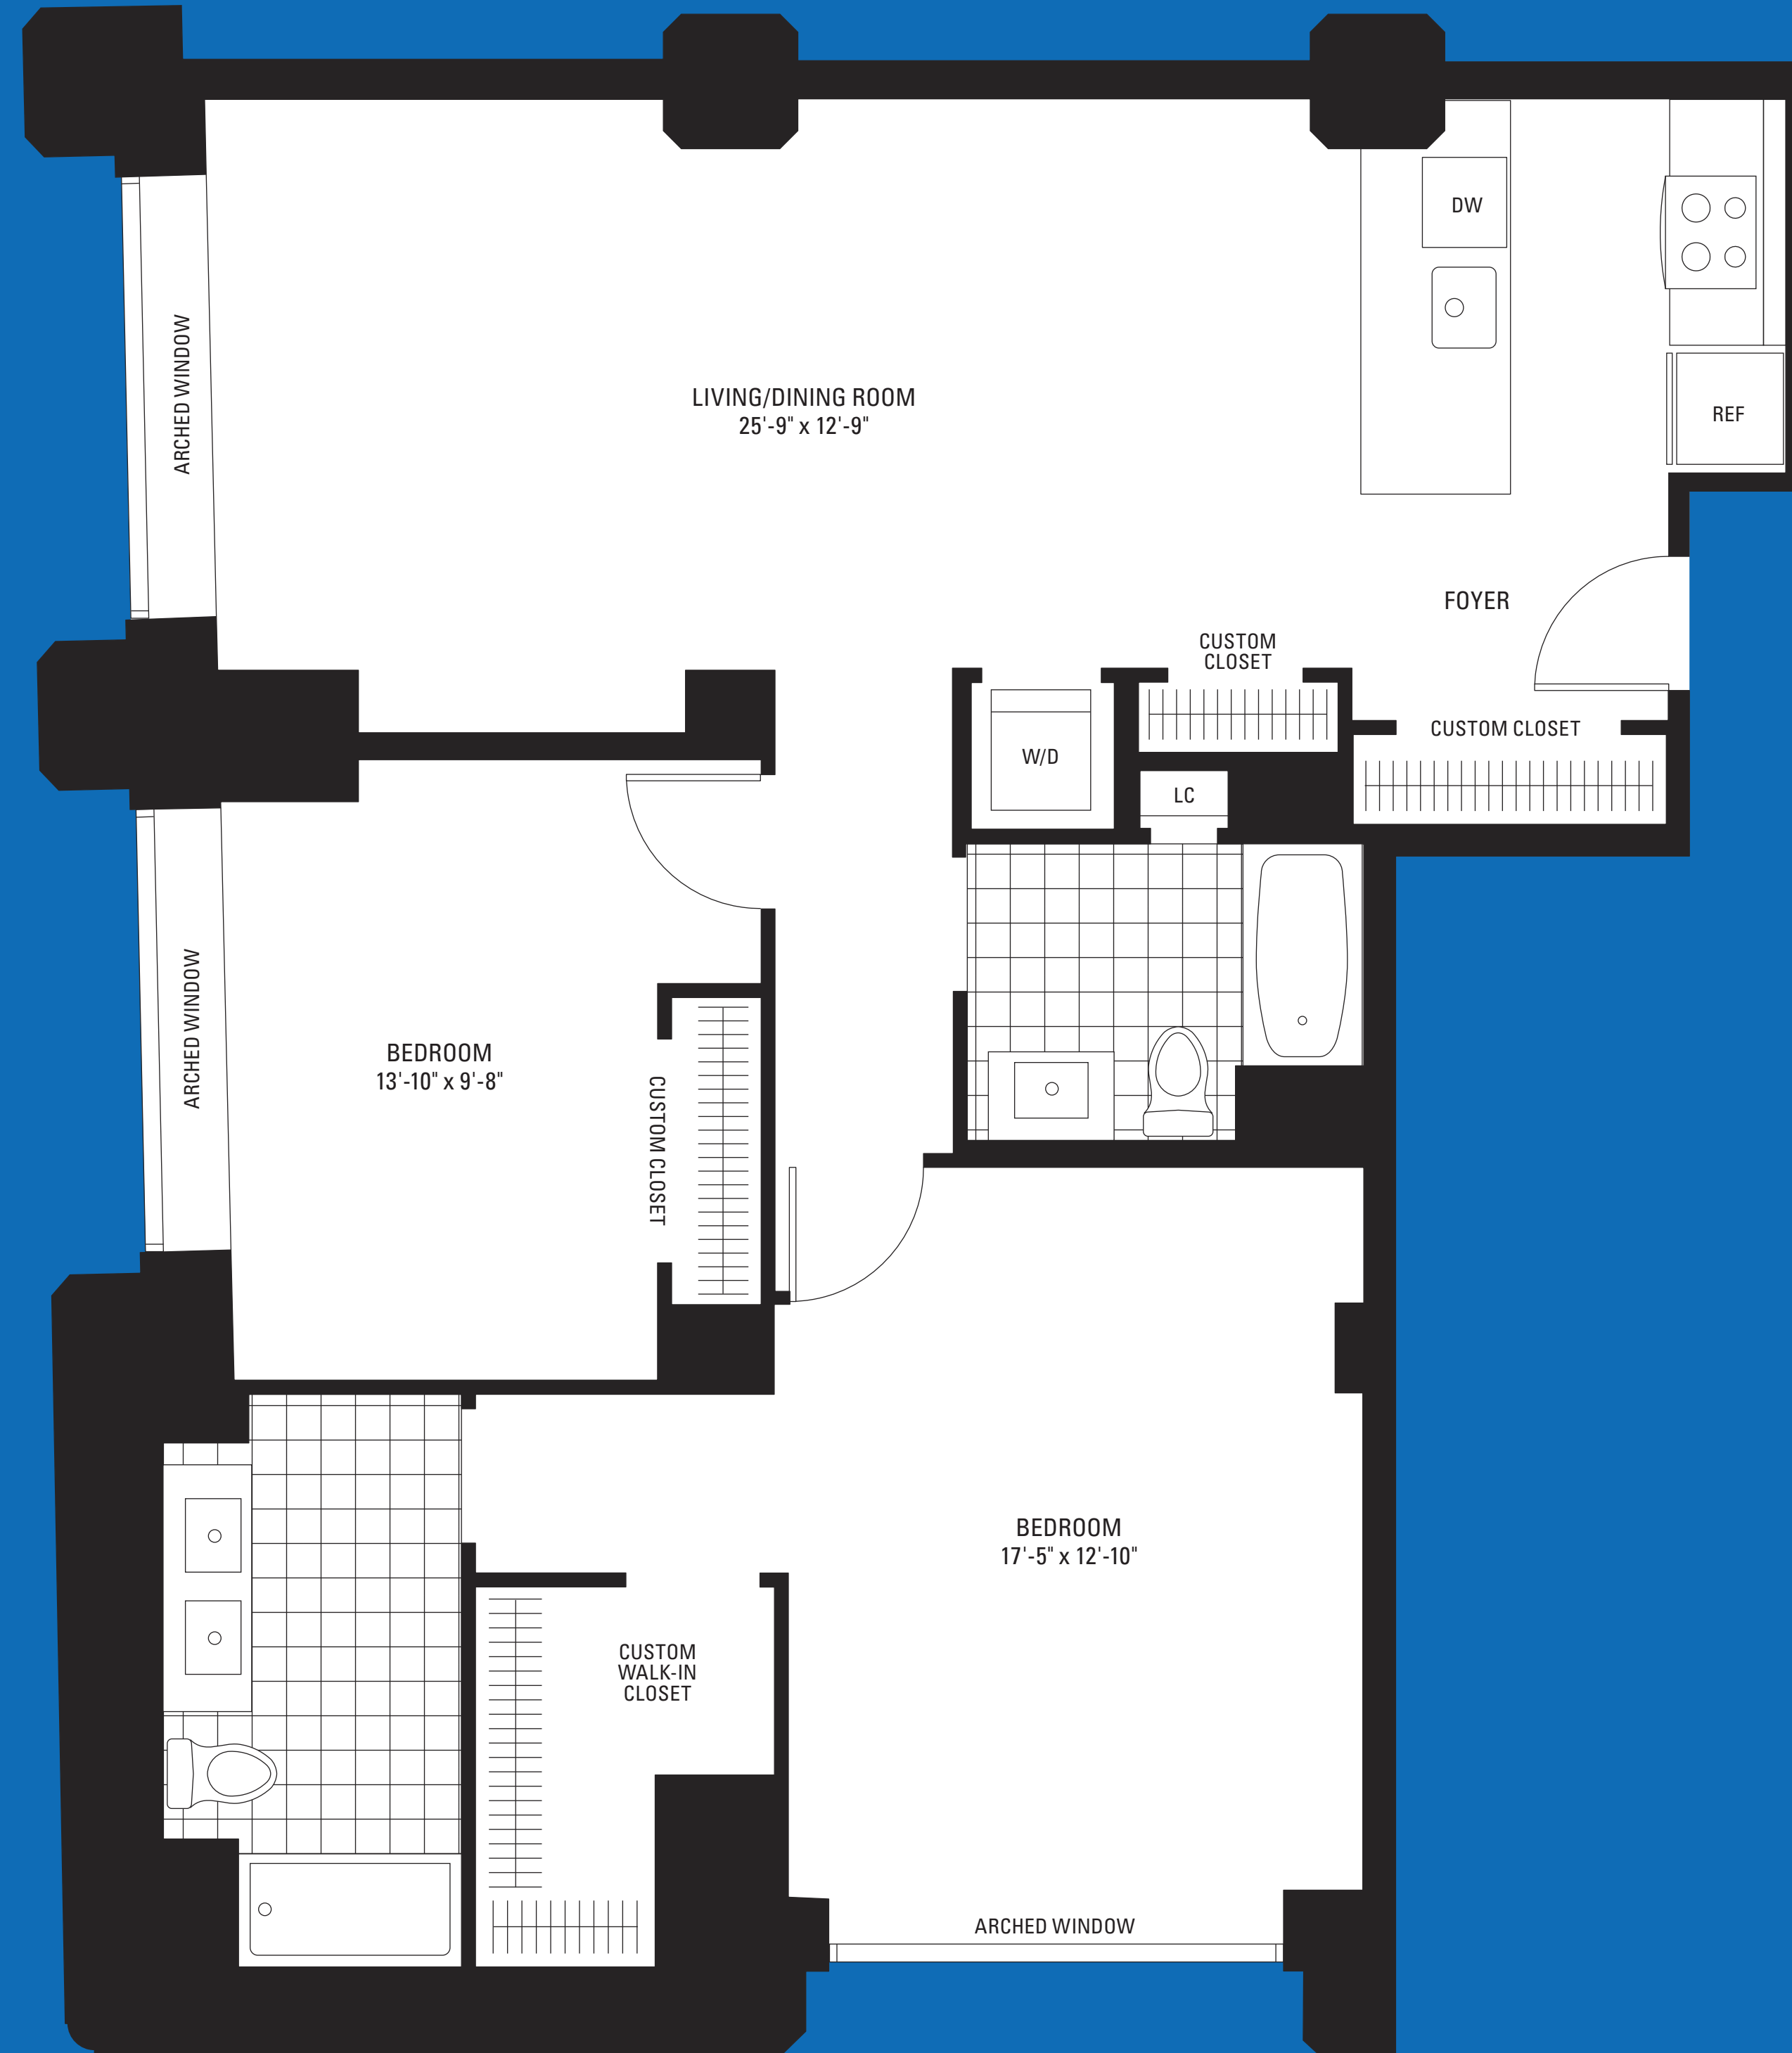 DW
ARCHED WINDOW
LIVING/DINING ROOM
25'-9" x 12'-9"
REF
FOYER
CUSTOM
CLOSET
CUSTOM CLOSET
W/D
LC
ARCHED WINDOW
BEDROOM
13'-10" x 9'-8"
CUSTOM CLOSET
BEDROOM
17'-5" x 12'-10"
CUSTOM
WALK-IN
CLOSET
ARCHED WINDOW